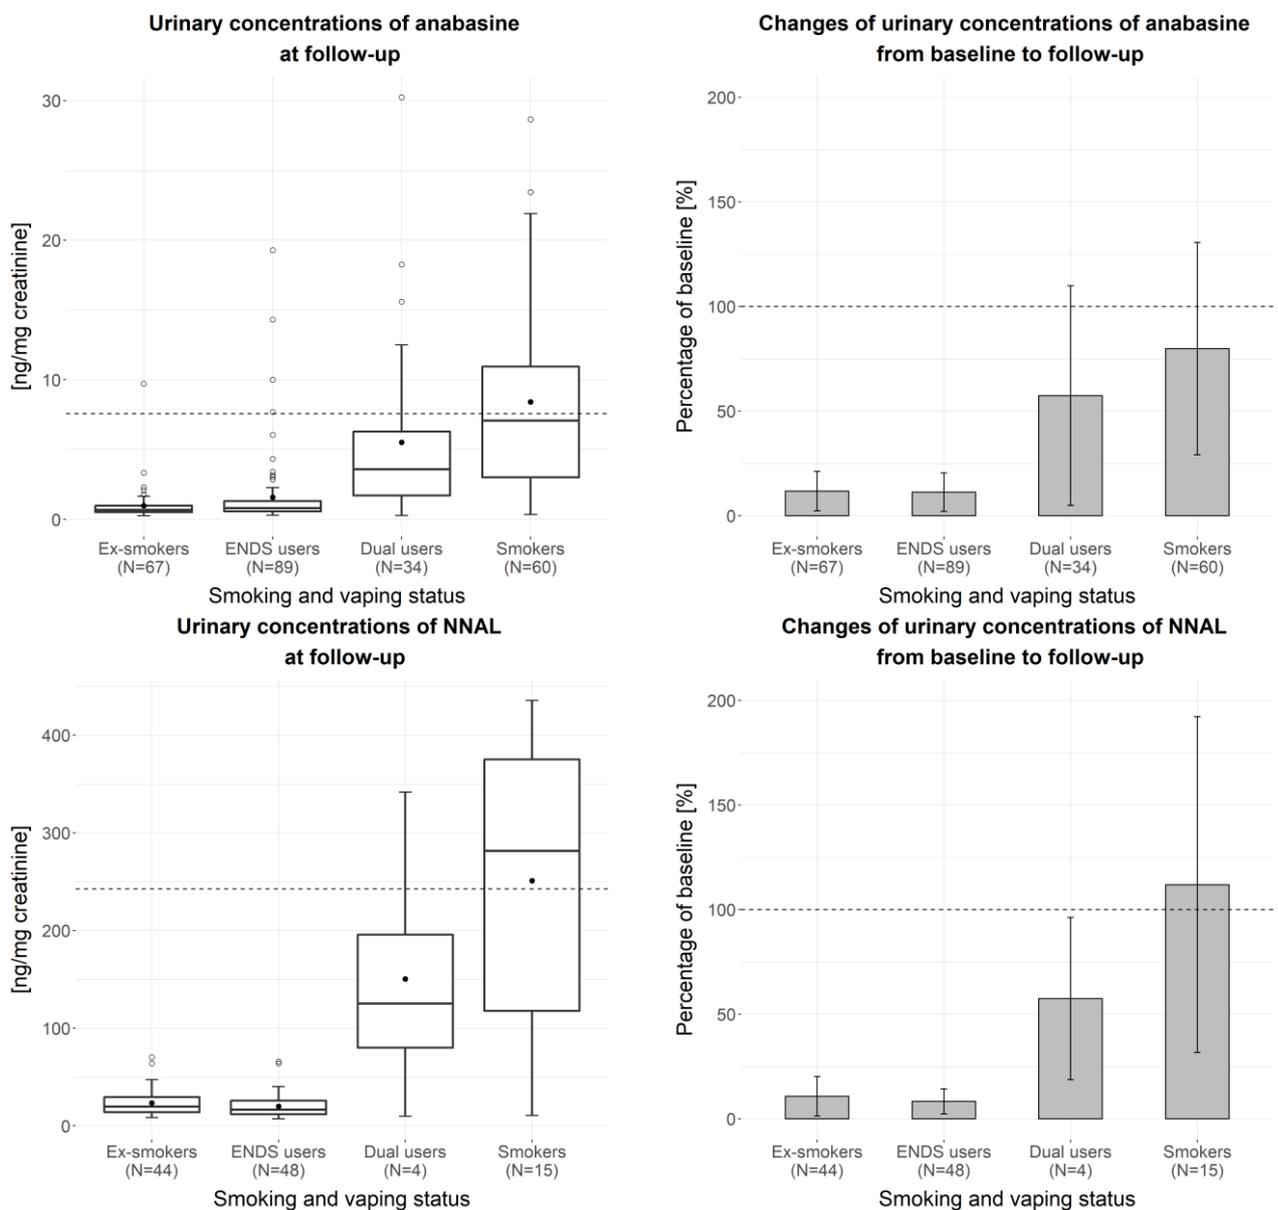 Urinary concentrations of anabasine
at follow-up
[ng/mg creatinine]
30
20
10
0
Ex-smokers ENDS users Dual users Smokers
(N=67) (N=89) (N=34) (N=60)
Smoking and vaping status
Changes of urinary concentrations of anabasine
from baseline to follow-up
Percentage of baseline [%]
200
150
100
50
0
Ex-smokers ENDS users Dual users Smokers
(N=67) (N=89) (N=34) (N=60)
Smoking and vaping status
Urinary concentrations of NNAL
at follow-up
[ng/mg creatinine]
400
300
200
100
0
Ex-smokers ENDS users Dual users Smokers
(N=44) (N=48) (N=4) (N=15)
Smoking and vaping status
Changes of urinary concentrations of NNAL
from baseline to follow-up
Percentage of baseline [%]
200
150
100
50
0
Ex-smokers ENDS users Dual users Smokers
(N=44) (N=48) (N=4) (N=15)
Smoking and vaping status